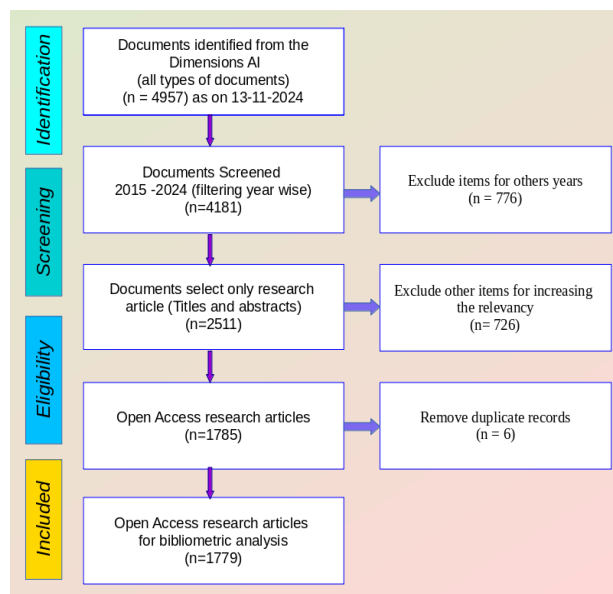 Identification
Documents identified from the
Dimensions AI
(all types of documents)
(n = 4957) as on 13-11-2024
Screening
Documents Screened
2015 -2024 (filtering year wise)
(n=4181)
Exclude items for others years
(n = 776)
Documents select only research
article (Titles and abstracts)
(n=2511)
Exclude other items for increasing
the relevancy
(n= 726)
Eligibility
Open Access research articles
(n=1785)
Remove duplicate records
(n = 6)
Included
Open Access research articles
for bibliometric analysis
(n=1779)